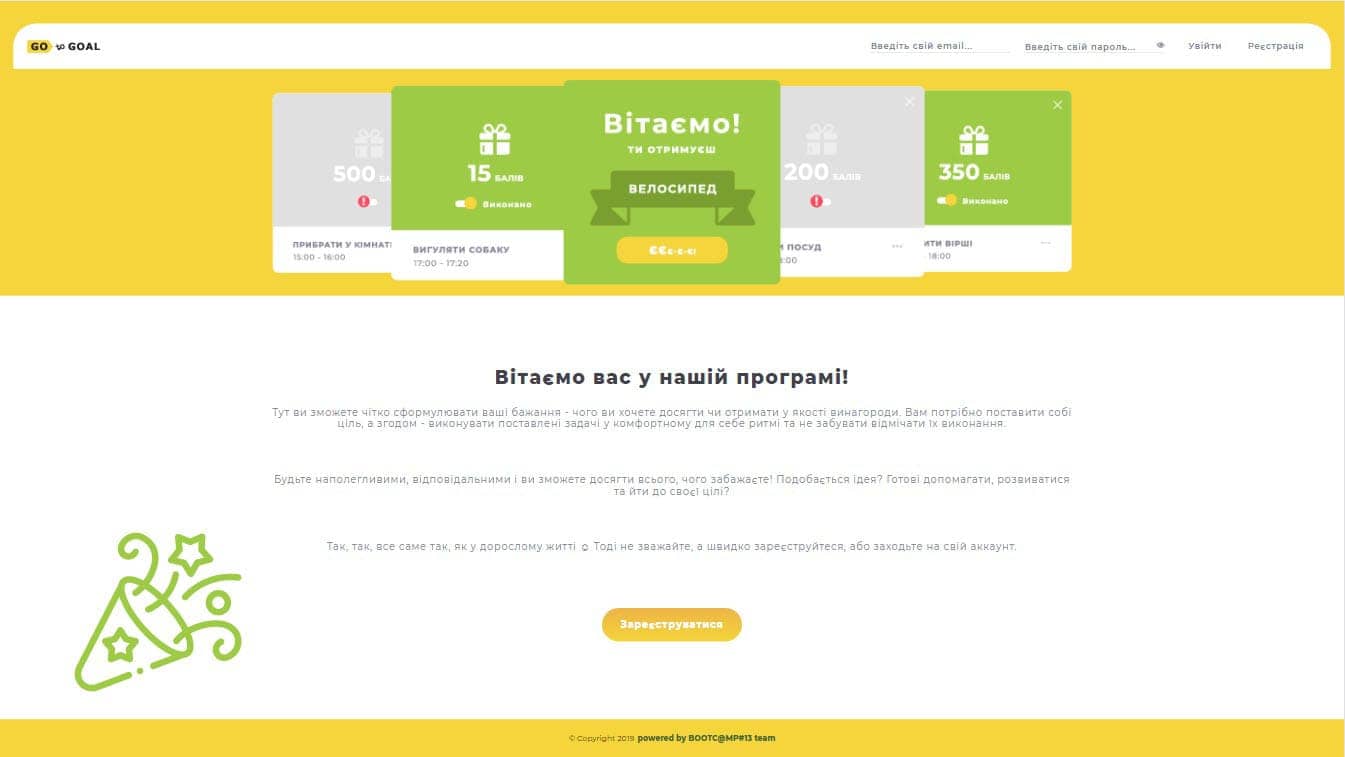 GO to GOAL
Введіть свій email...
Введіть свій пароль...
Увійти
Реєстрація
500
ПРИБРАТИ У
15:00 - 16:00
15 БАЛІВ
Виконано
ВИГУЛЯТИ СОБАКУ
17:00 - 17:20
Вітаємо!
ТИ ОТРИМУЄШ
ВЕЛОСИПЕД
ЄЄє-є-є!
200 БАЛІВ
ПОСУД
350 БАЛІВ
Виконано
ВІРШІ
18:00
Вітаємо вас у нашій програмі!
Тут ви зможете чітко сформулювати ваші бажання - чого ви хочете досягти чи отримати у якості винагороди. Вам потрібно поставити собі
ціль, а згодом - виконувати поставлені задачі у комфортному для себе ритмі та не забувати відмічати їх виконання.
Будьте наполегливими, відповідальними і ви зможете досягти всього, чого забажаєте! Подобається ідея? Готові допомагати, розвиватися
та йти до своєї цілі?
Так, так, все саме так, як у дорослому житті ☺ Тоді не зважайте, а швидко зареєструйтеся, або заходьте на свій аккаунт.
Зареєструватися
© Copyright 2019 powered by BOOTC@MP#13 team